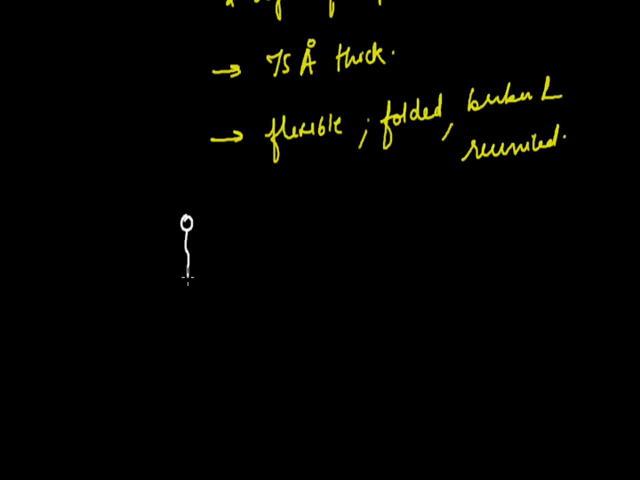 → 75 Å thick.
→ flexible ; folded, broken &
reunited.